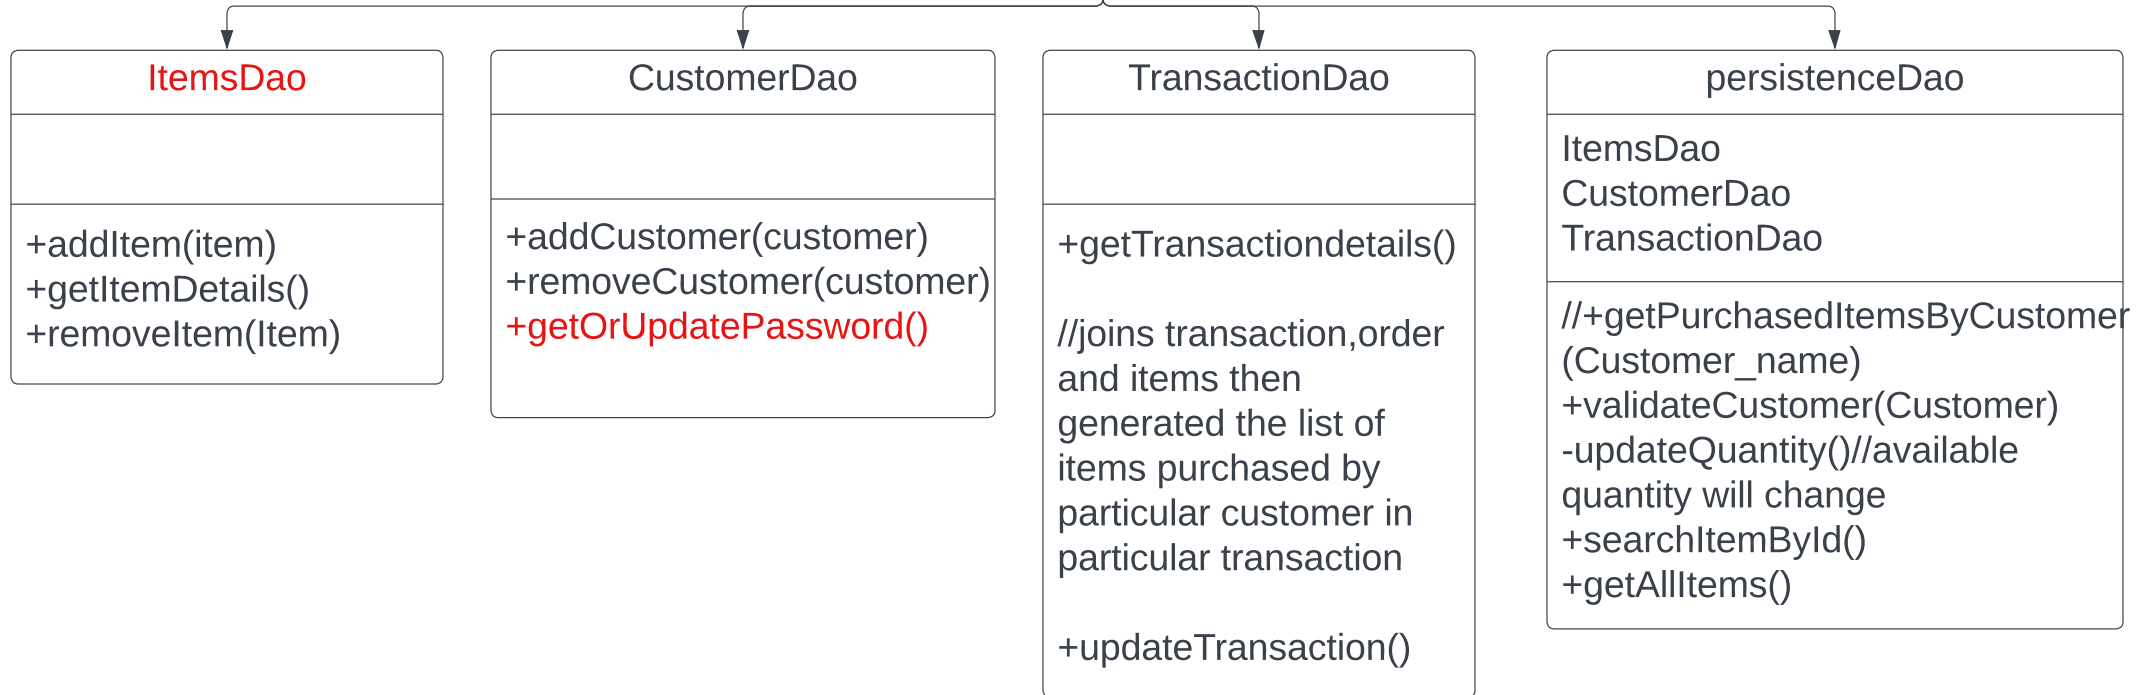 ItemsDao
+addItem(item)
+getItemDetails()
+removeItem(Item)
CustomerDao
+addCustomer(customer)
+removeCustomer(customer)
+getOrUpdatePassword()
TransactionDao
+getTransactiondetails()
//joins transaction,order
and items then
generated the list of
items purchased by
particular customer in
particular transaction
+updateTransaction()
persistenceDao
ItemsDao
CustomerDao
TransactionDao
//+getPurchasedItemsByCustomer
(Customer_name)
+validateCustomer(Customer)
-updateQuantity()//available
quantity will change
+searchItemById()
+getAllItems()